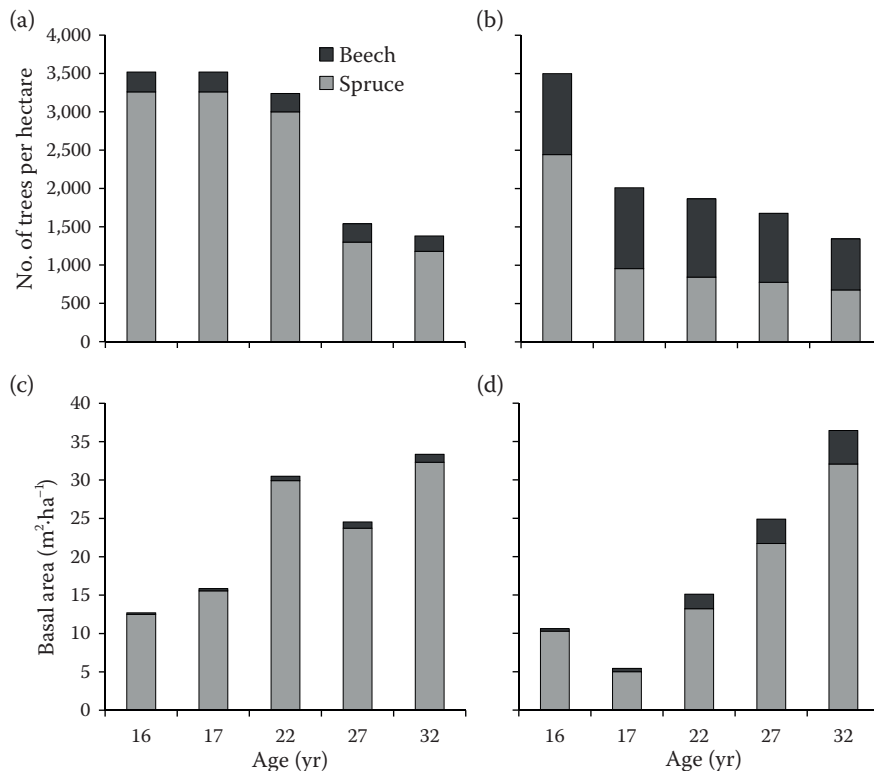 (a)
(b)
4,000
3,500
3,000
2,500
2,000
1,500
1,000
500
0
No. of trees per hectare
Beech
Spruce
(c)
(d)
40
35
30
25
20
15
10
5
0
Basal area (m²·ha⁻¹)
16 17 22 27 32
Age (yr)
16 17 22 27 32
Age (yr)